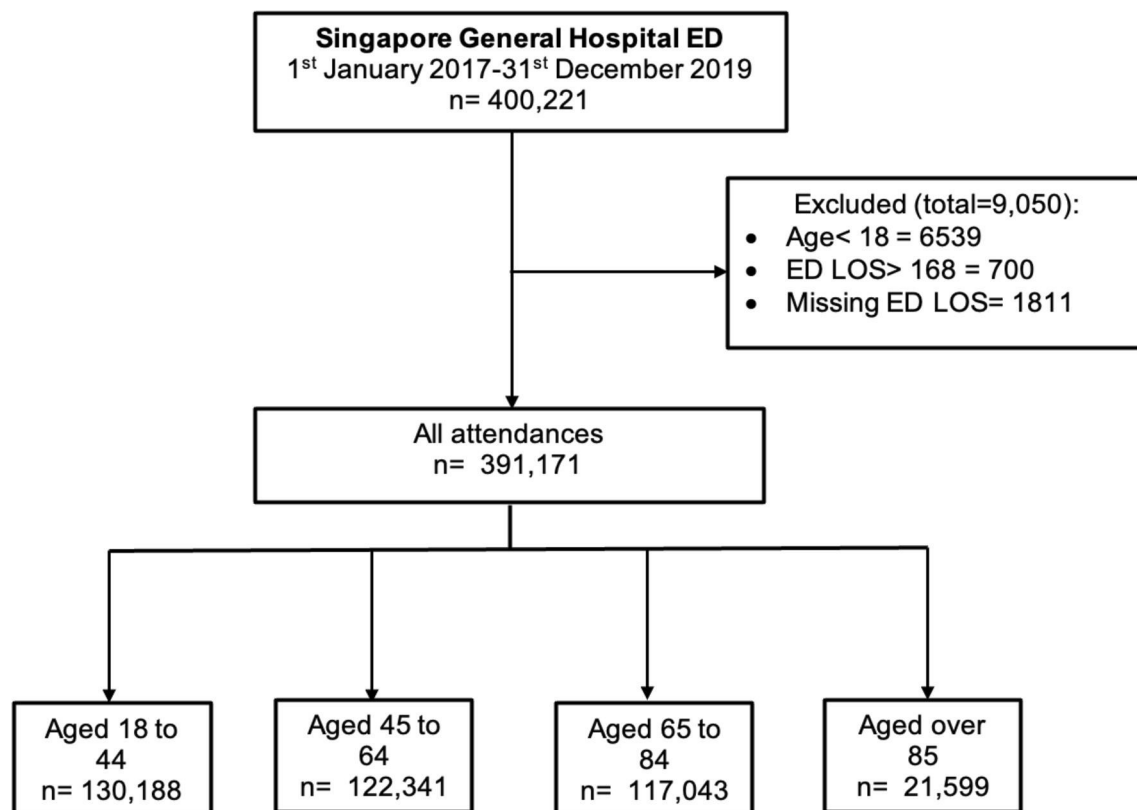 Singapore General Hospital ED
1st January 2017-31st December 2019
n= 400,221
Excluded (total=9,050):
• Age< 18 = 6539
• ED LOS> 168 = 700
• Missing ED LOS= 1811
All attendances
n=  391,171
Aged 18 to
44
n= 130,188
Aged 45 to
64
n=  122,341
Aged 65 to
84
n=  117,043
Aged over
85
n=  21,599